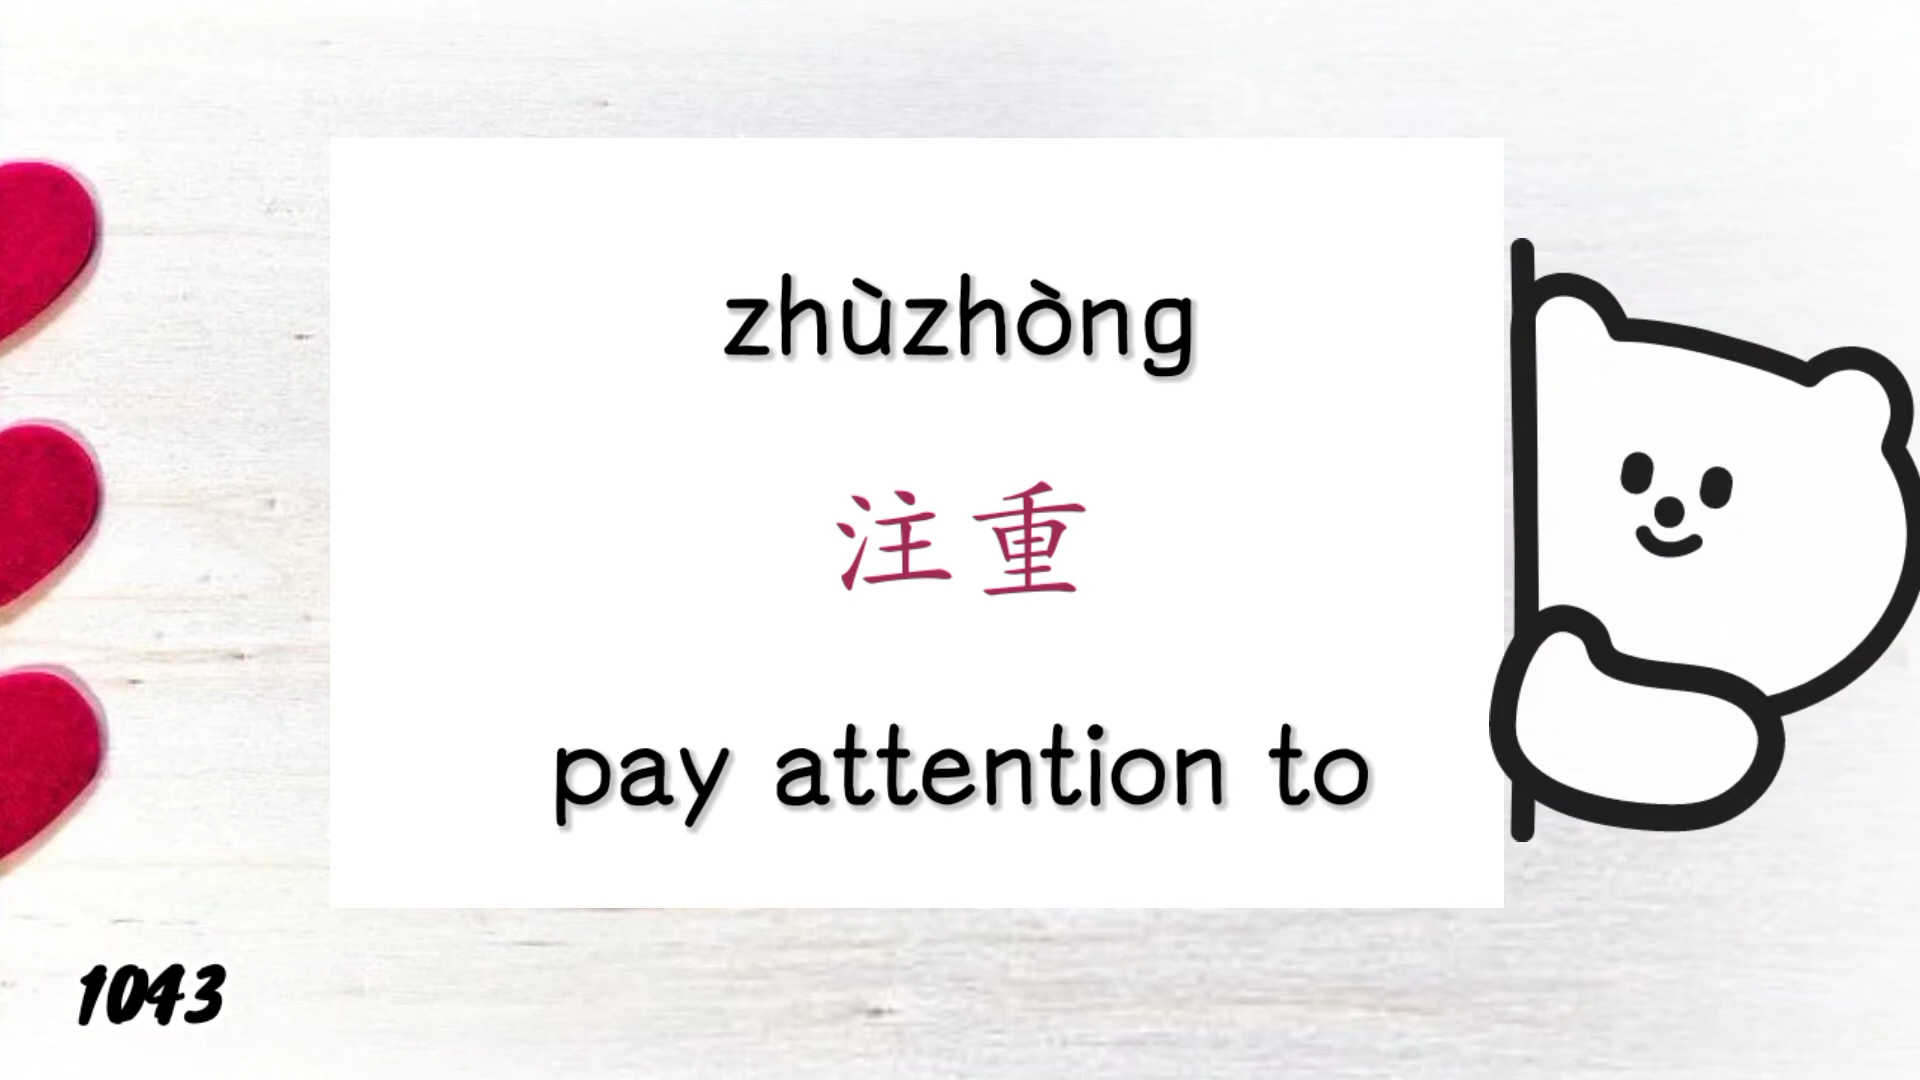 zhùzhòng
注重
pay attention to
1043